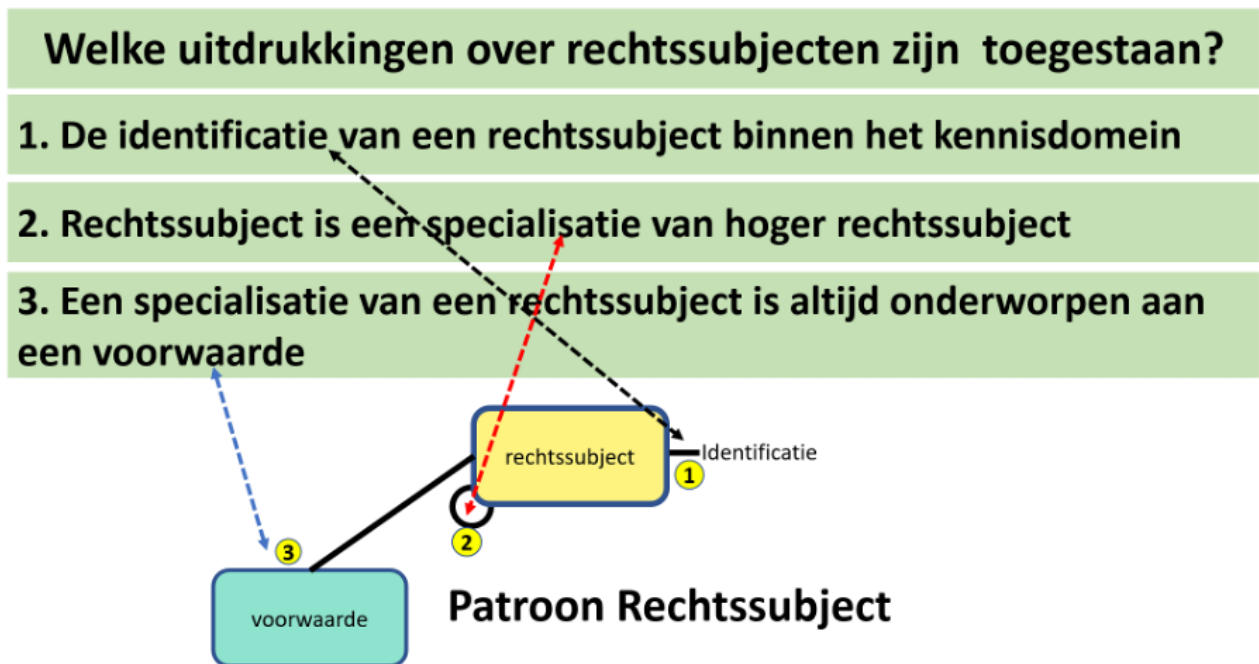 Welke uitdrukkingen over rechtssubjecten zijn toegestaan?
1. De identificatie van een rechtssubject binnen het kennisdomein
2. Rechtssubject is een specialisatie van hoger rechtssubject
3. Een specialisatie van een rechtssubject is altijd onderworpen aan
een voorwaarde
rechtssubject
Identificatie
1
2
3
voorwaarde
Patroon Rechtssubject